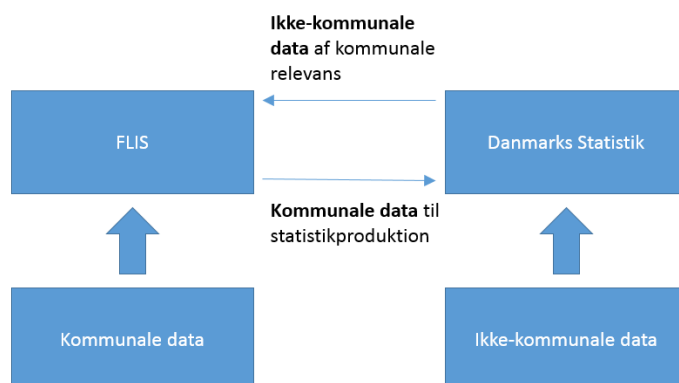 Ikke-kommunale
data af kommunale
relevans
FLIS
Danmarks Statistik
Kommunale data til
statistikproduktion
Kommunale data
Ikke-kommunale data